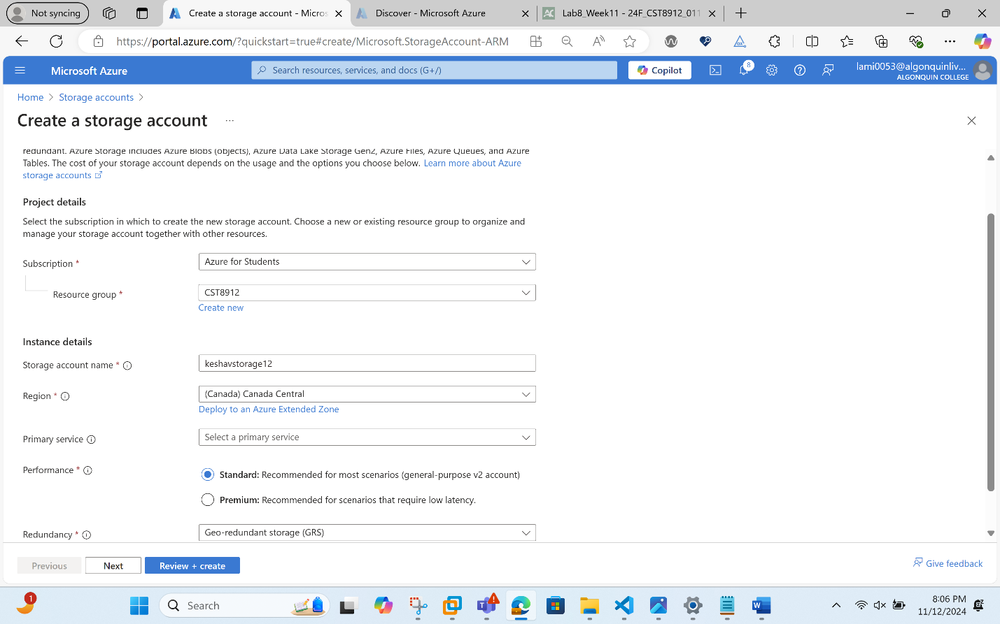 Not syncing
Create a storage account - Micros
Discover - Microsoft Azure
Lab8_Week11 - 24F_CST8912_011
https://portal.azure.com/?quickstart=true#create/Microsoft.StorageAccount-ARM
Microsoft Azure
Search resources, services, and docs (G+/)
Copilot
8
lami0053@algonquinliv...
ALGONQUIN COLLEGE
Home > Storage accounts >
Create a storage account ...
redundant. Azure Storage includes Azure Blobs (objects), Azure Data Lake Storage Gen2, Azure Files, Azure Queues, and Azure
Tables. The cost of your storage account depends on the usage and the options you choose below. Learn more about Azure
storage accounts
Project details
Select the subscription in which to create the new storage account. Choose a new or existing resource group to organize and
manage your storage account together with other resources.
Subscription *
Azure for Students
Resource group *
CST8912
Create new
Instance details
Storage account name *
keshavstorage12
Region *
(Canada) Canada Central
Deploy to an Azure Extended Zone
Primary service
Select a primary service
Performance *
Standard: Recommended for most scenarios (general-purpose v2 account)
Premium: Recommended for scenarios that require low latency.
Redundancy *
Geo-redundant storage (GRS)
Previous
Next
Review + create
Give feedback
1
Search
8:06 PM
11/12/2024